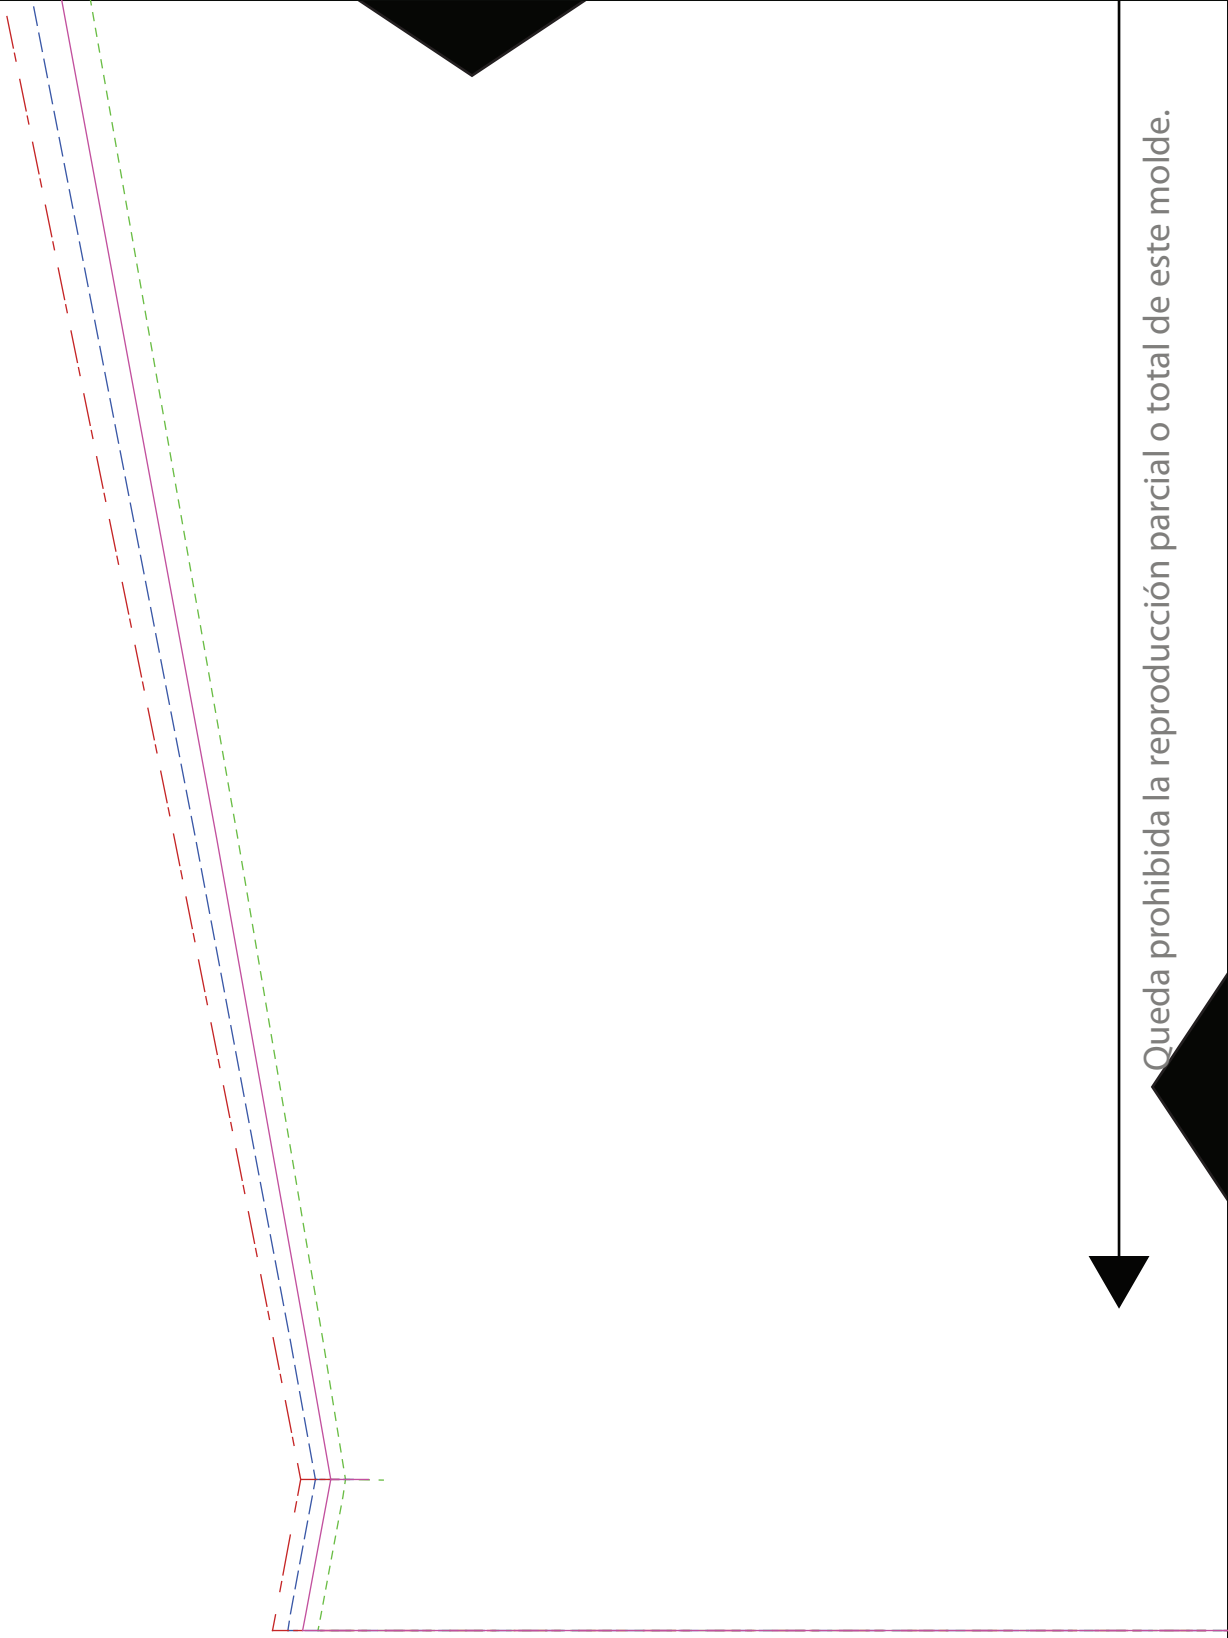 Queda prohibida la reproducción parcial o total de este molde.